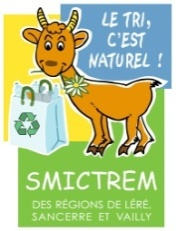 LE TRI,
C'EST
NATUREL !
SMICTREM
DES RÉGIONS DE LÉRÉ,
SANCERRE ET VAILLY